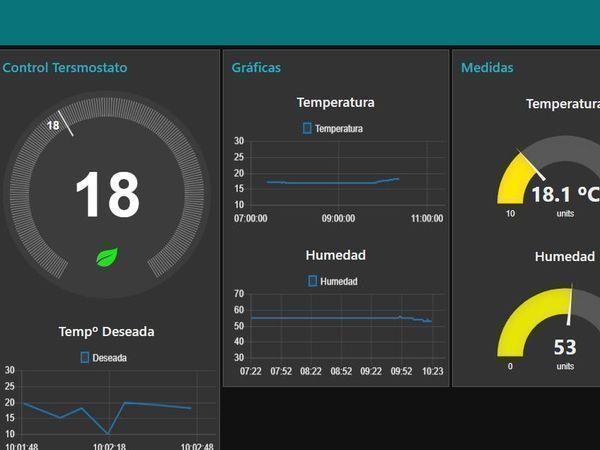 Control Tersmostato
18
18
Tempº Deseada
Deseada
30
25
20
15
10
10:01:48
10:02:18
10:02:48
Gráficas
Temperatura
Temperatura
30
25
20
15
10
07:00:00
09:00:00
11:00:00
Humedad
Humedad
70
60
50
40
30
07:22
07:52
08:22
08:52
09:22
09:52
10:23
Medidas
Temperatura
18.1 ºC
10
units
Humedad
53
0
units